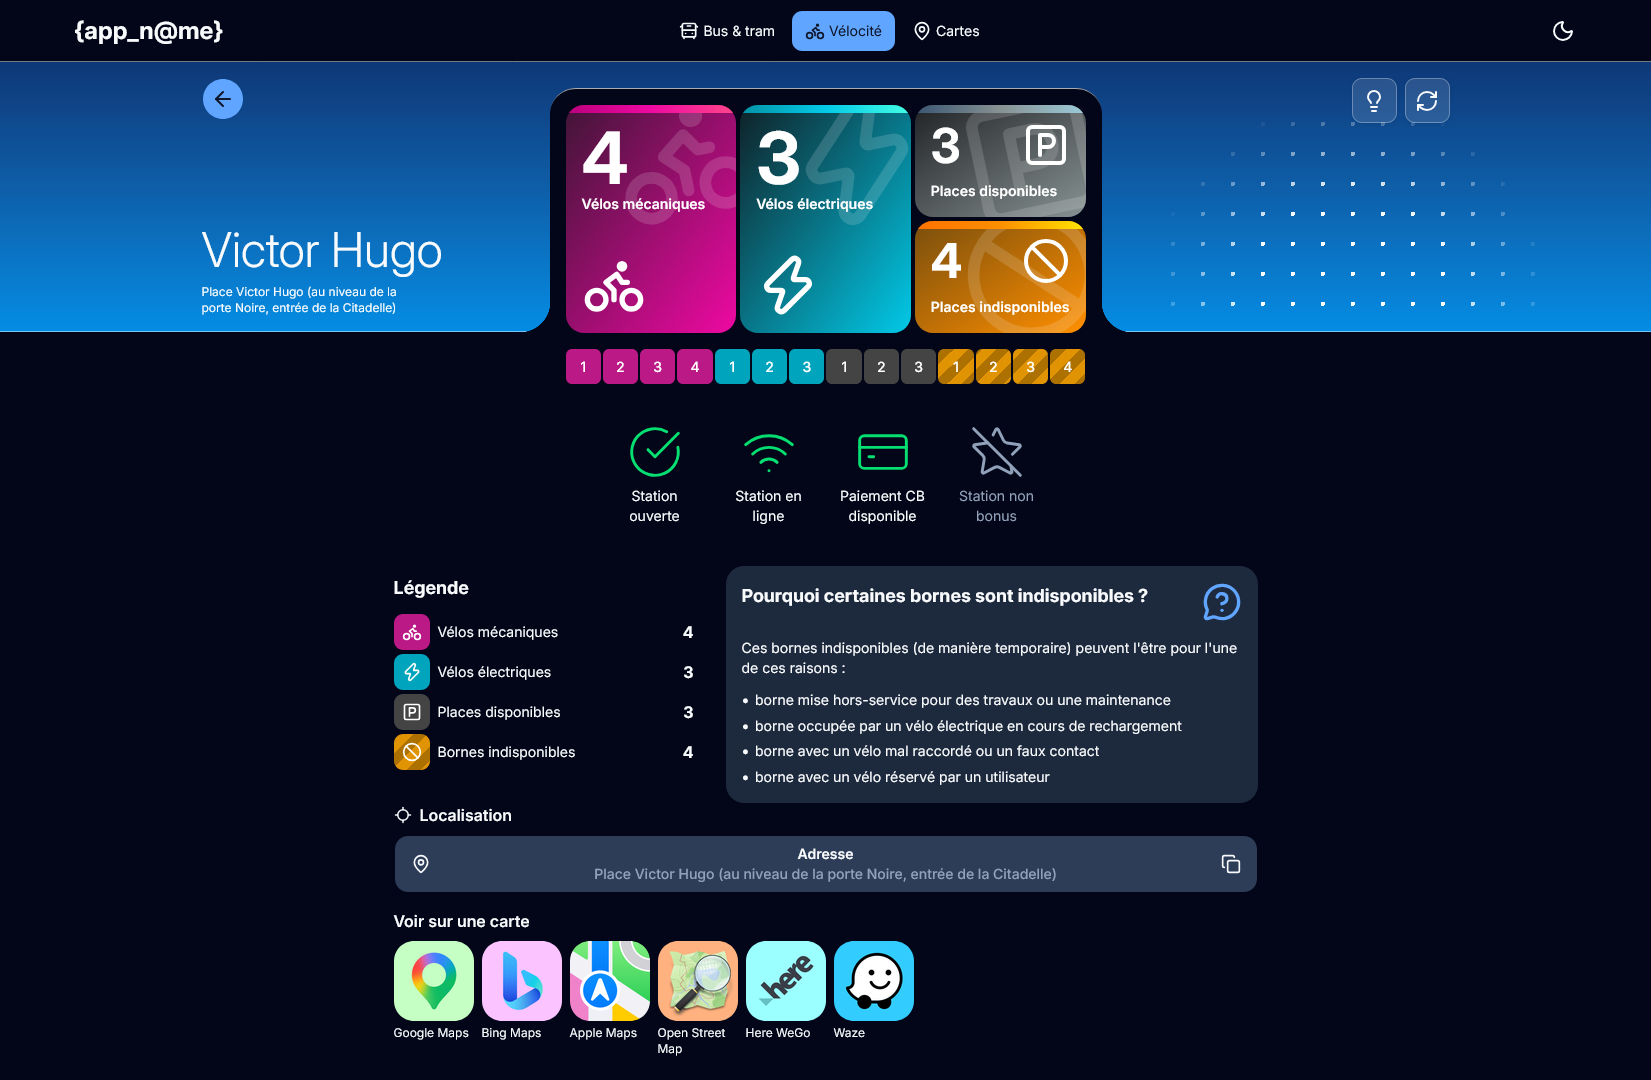 {app_n@me}
Bus & tram
Vélocité
Cartes
Victor Hugo
Place Victor Hugo (au niveau de la
porte Noire, entrée de la Citadelle)
4
Vélos mécaniques
3
Vélos électriques
3
P
Places disponibles
4
Places indisponibles
1 2 3 4 1 2 3 1 2 3 1 2 3 4
Station
ouverte
Station en
ligne
Paiement CB
disponible
Station non
bonus
Légende
Vélos mécaniques 4
Vélos électriques 3
P Places disponibles 3
Bornes indisponibles 4
Pourquoi certaines bornes sont indisponibles ?
Ces bornes indisponibles (de manière temporaire) peuvent l'être pour l'une
de ces raisons :
• borne mise hors-service pour des travaux ou une maintenance
• borne occupée par un vélo électrique en cours de rechargement
• borne avec un vélo mal raccordé ou un faux contact
• borne avec un vélo réservé par un utilisateur
Localisation
Adresse
Place Victor Hugo (au niveau de la porte Noire, entrée de la Citadelle)
Voir sur une carte
here
Google Maps
Bing Maps
Apple Maps
Open Street
Map
Here WeGo
Waze